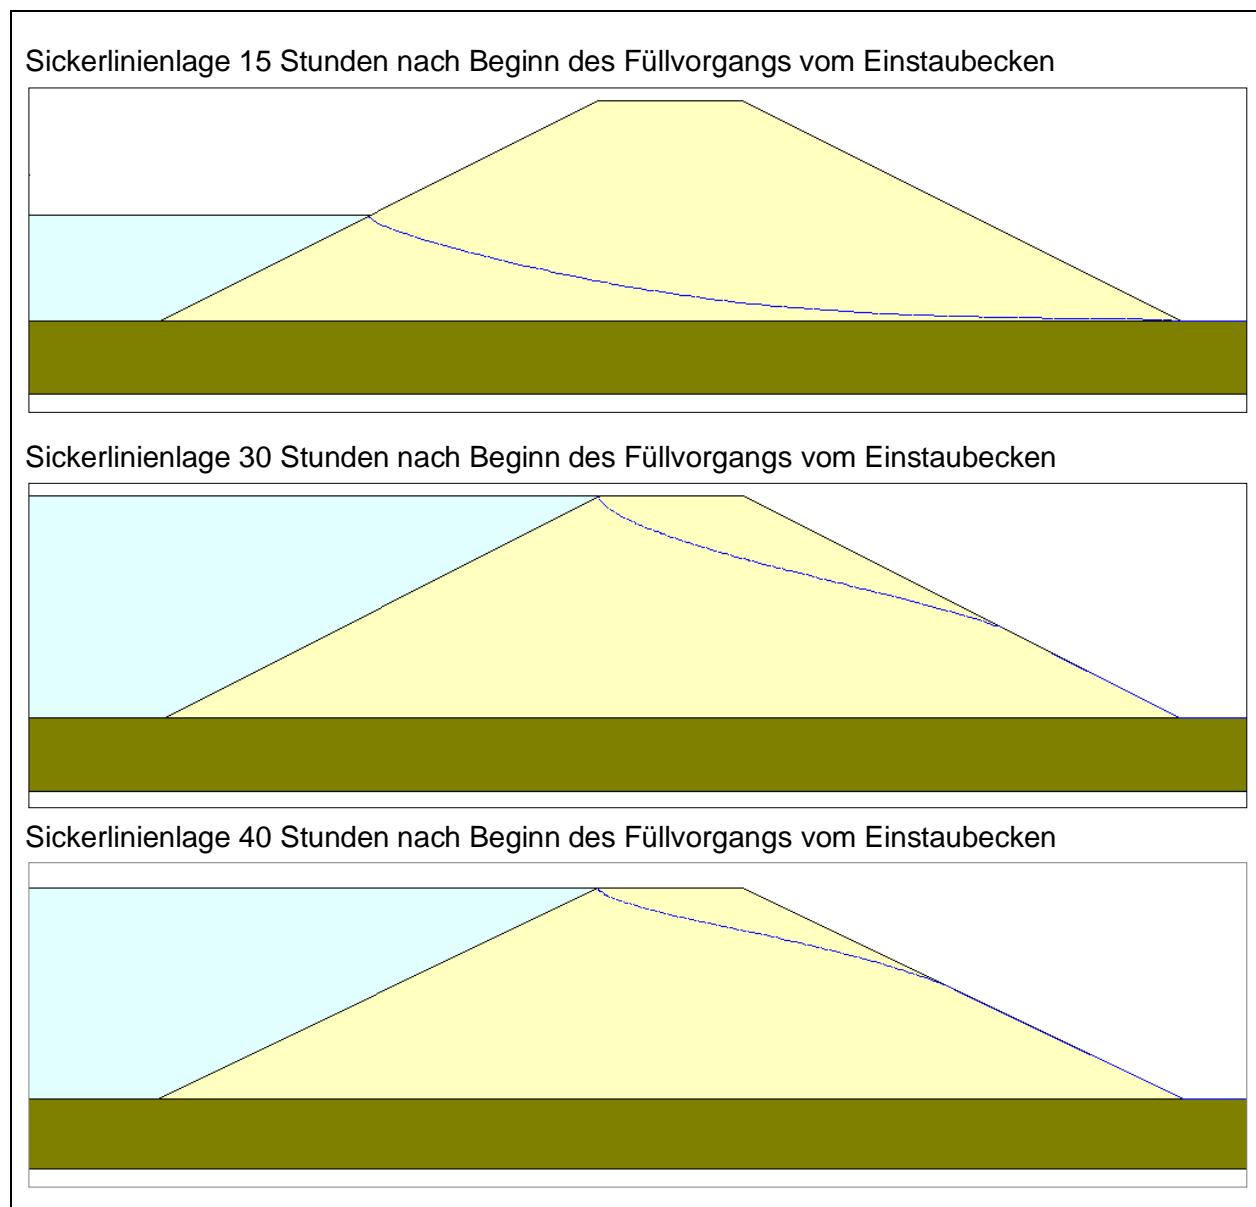 Sickerlinienlage 15 Stunden nach Beginn des Füllvorgangs vom Einstaubecken
Sickerlinienlage 30 Stunden nach Beginn des Füllvorgangs vom Einstaubecken
Sickerlinienlage 40 Stunden nach Beginn des Füllvorgangs vom Einstaubecken